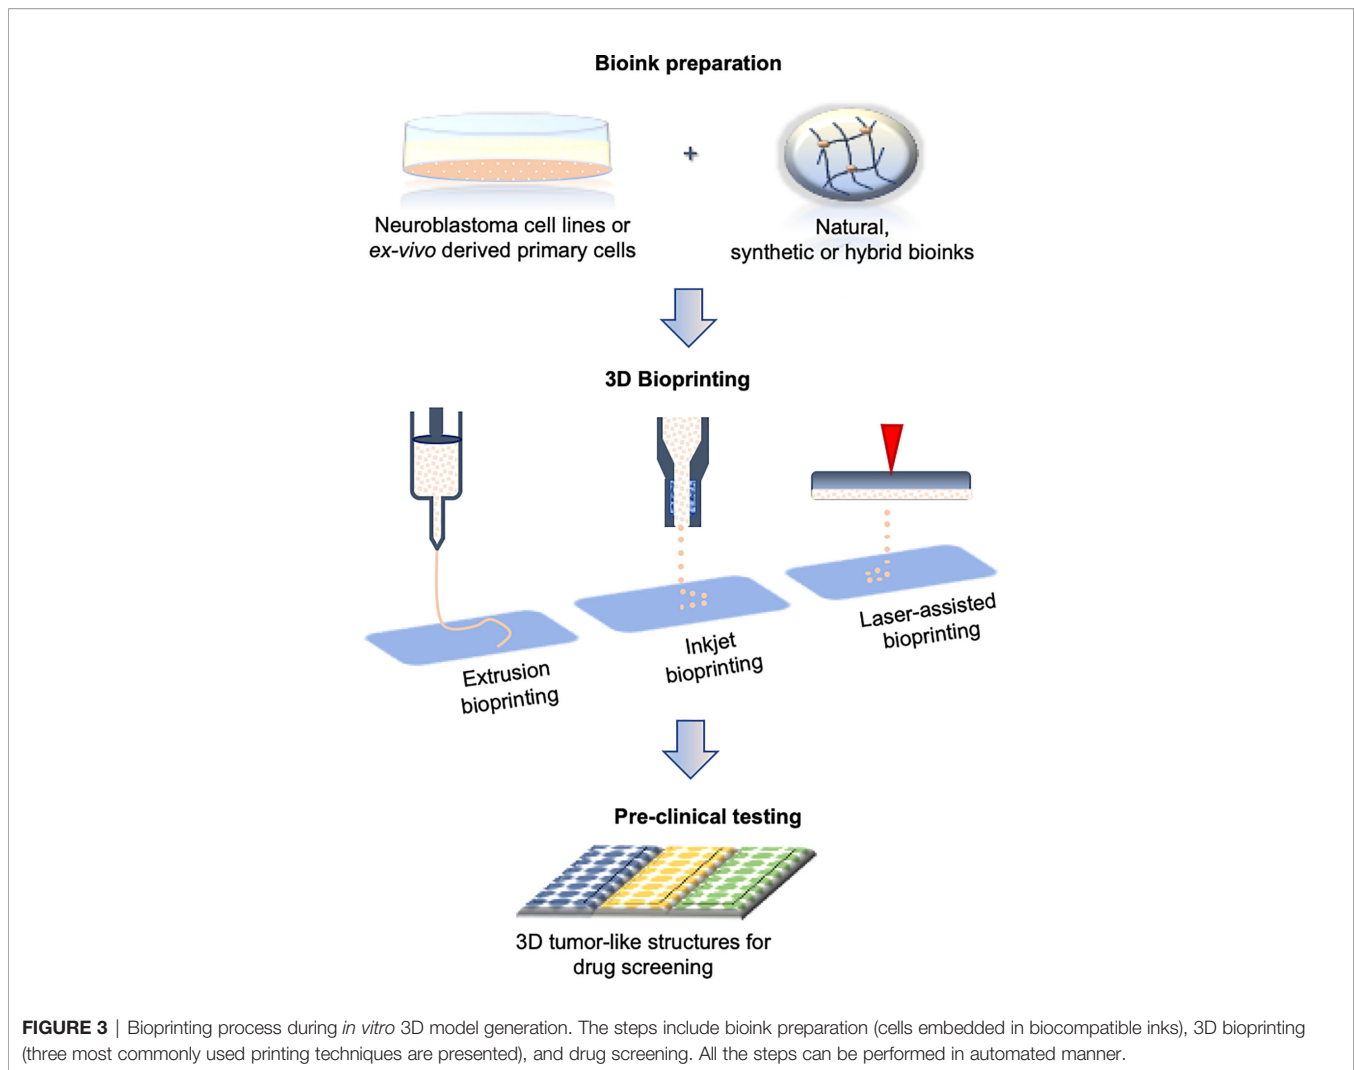 Bioink preparation
+
Neuroblastoma cell lines or
ex-vivo derived primary cells
Natural,
synthetic or hybrid bioinks
3D Bioprinting
Extrusion
bioprinting
Inkjet
bioprinting
Laser-assisted
bioprinting
Pre-clinical testing
3D tumor-like structures for
drug screening
FIGURE 3 | Bioprinting process during in vitro 3D model generation. The steps include bioink preparation (cells embedded in biocompatible inks), 3D bioprinting
(three most commonly used printing techniques are presented), and drug screening. All the steps can be performed in automated manner.